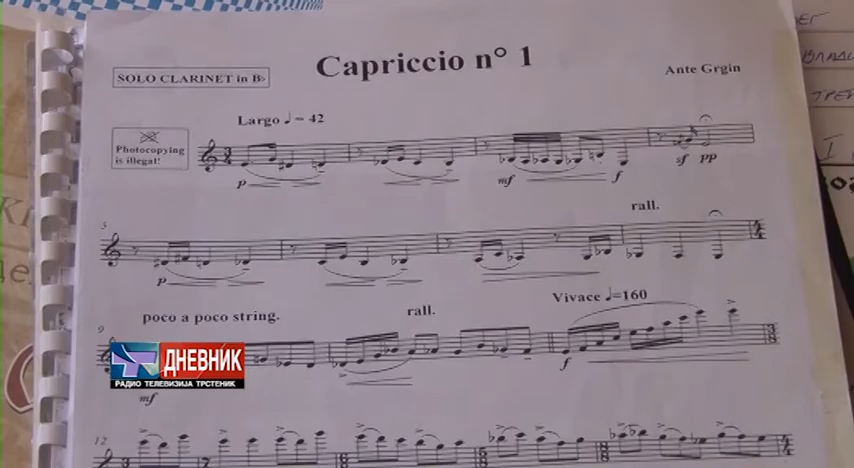 Capriccio n° 1
SOLO CLARINET in B♭
Ante Grgin
Largo ♩= 42
Photocopying
is illegal!
p
mf
f
sf pp
5
rall.
p
9
poco a poco string.
rall.
Vivace ♩=160
mf
f
12
ДНЕВНИК
РАДИО ТЕЛЕВИЗИЈА ТРСТЕНИК